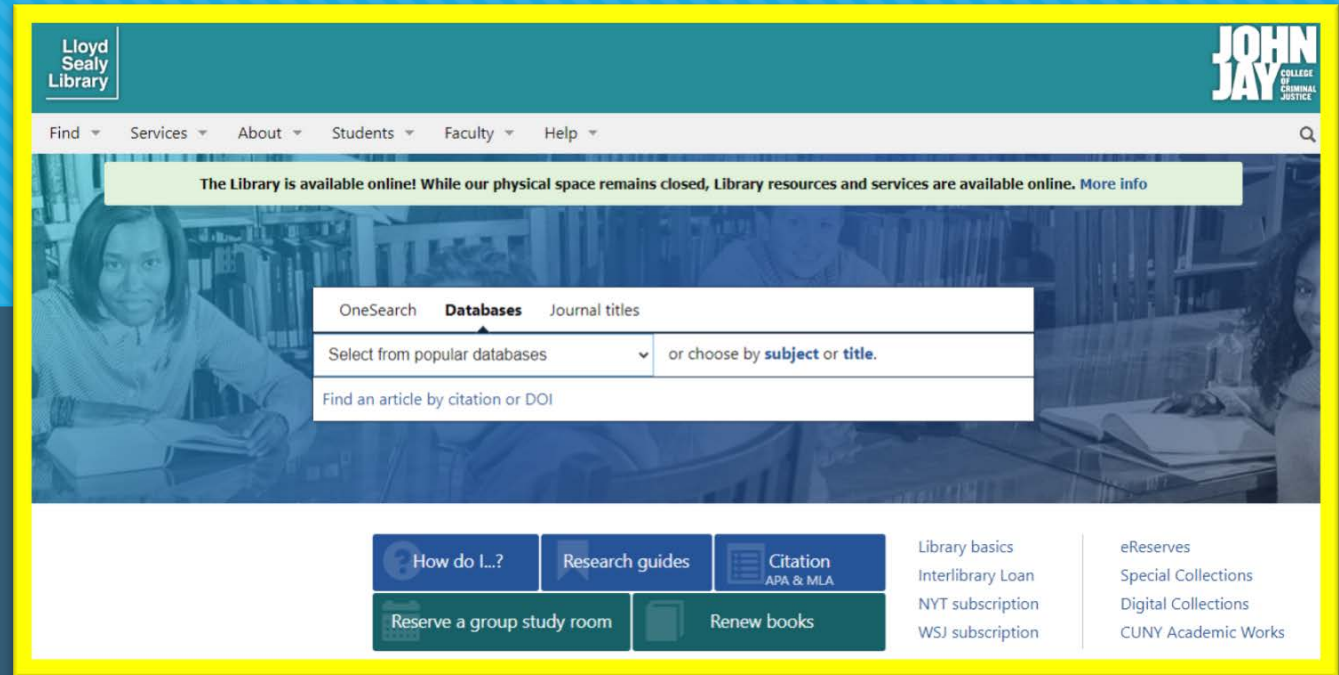 Lloyd
Sealy
Library
JOHN
JAY
COLLEGE
OF
CRIMINAL
JUSTICE
Find Services About Students Faculty Help
The Library is available online! While our physical space remains closed, Library resources and services are available online. More info
OneSearch Databases Journal titles
Select from popular databases or choose by subject or title.
Find an article by citation or DOI
How do I...? Research guides Citation
APA & MLA
Reserve a group study room Renew books
Library basics
Interlibrary Loan
NYT subscription
WSJ subscription
eReserves
Special Collections
Digital Collections
CUNY Academic Works